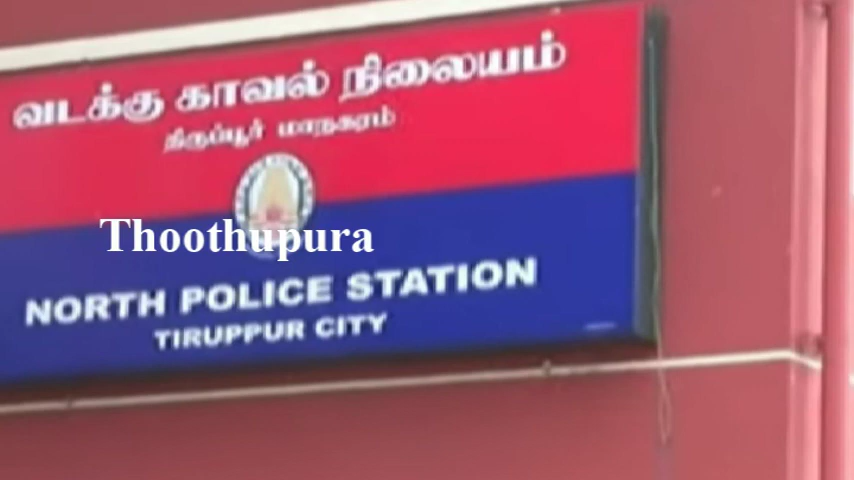 வடக்கு காவல் நிலையம்
திருப்பூர் மாநகரம்
Thoothupura
NORTH POLICE STATION
TIRUPPUR CITY